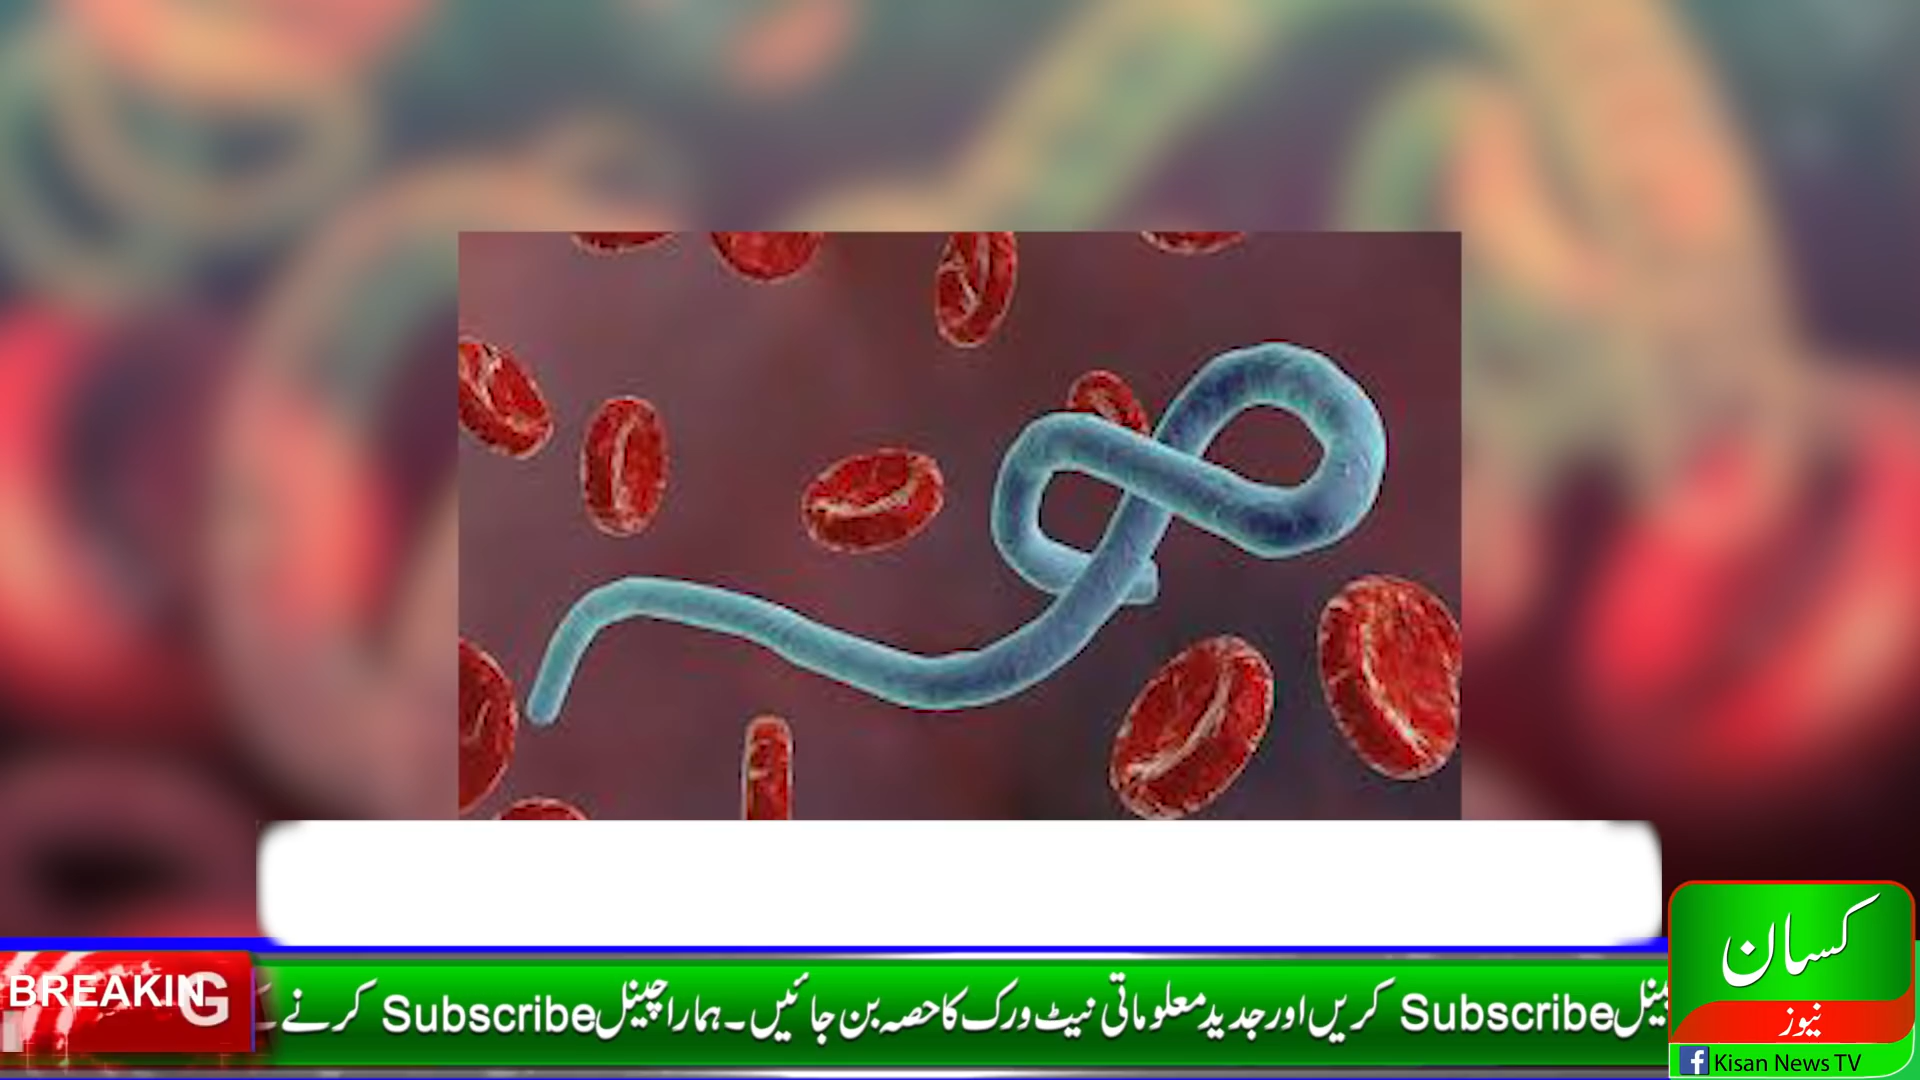 BREAKING
چینل Subscribe کریں اور جدید معلوماتی نیٹ ورک کا حصہ بن جائیں۔ ہمارا چینل Subscribe کرنے کے
کسان
نیوز
Kisan News TV